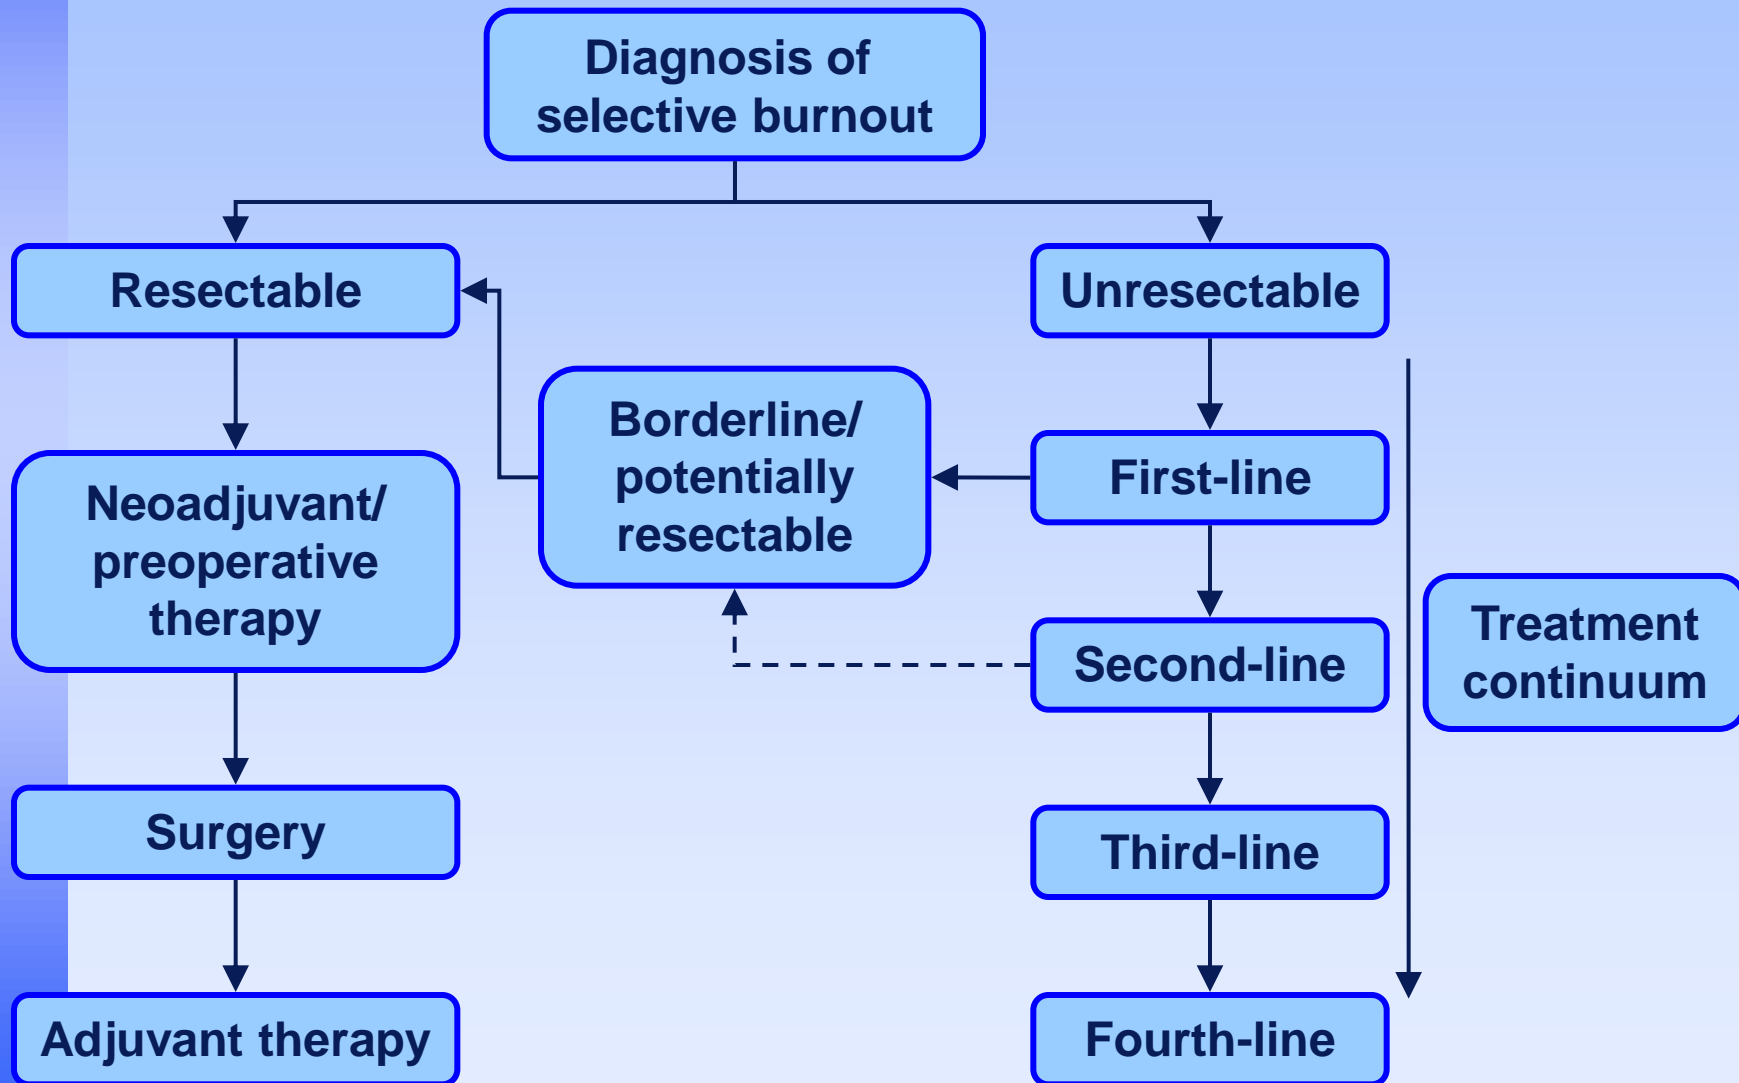 Diagnosis of
selective burnout
Resectable
Unresectable
Borderline/
potentially
resectable
First-line
Neoadjuvant/
preoperative
therapy
Second-line
Treatment
continuum
Surgery
Third-line
Adjuvant therapy
Fourth-line